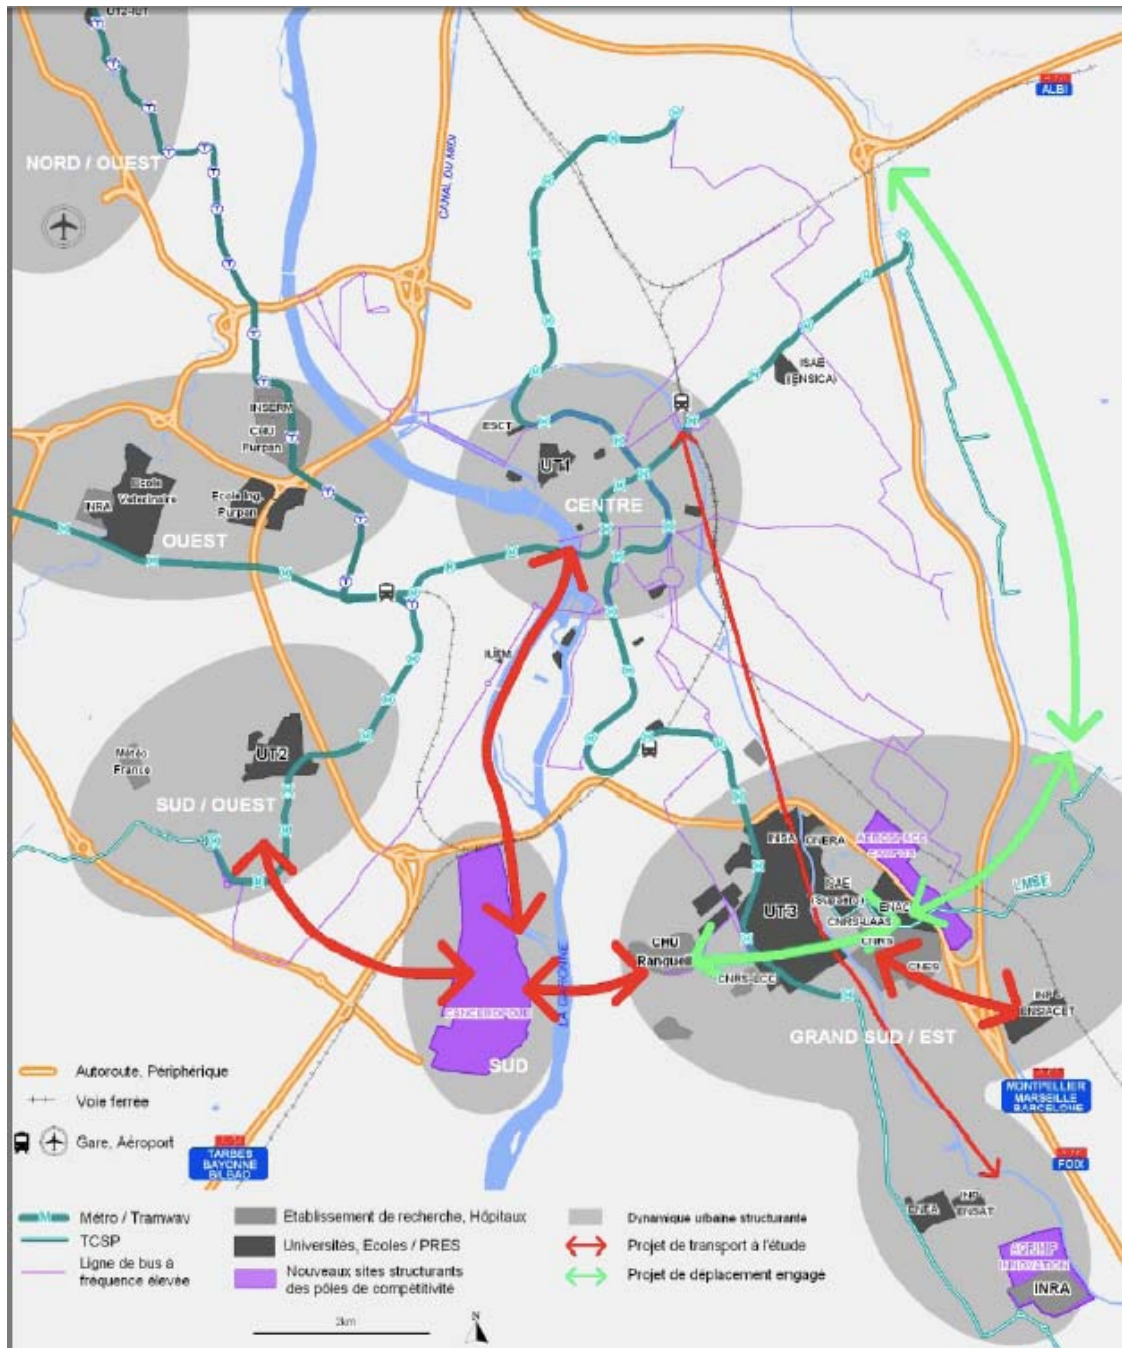 UT2-IUT
ALBI
NORD / OUEST
CANAL DU MIDI
ISAE
(ENSICA)
INSERM
CHU
Purpan
ESCT
UT1
CENTRE
INRA
Ecole
Veterinaire
Ecole Ing.
Purpan
OUEST
IUFM
Météo
France
UT2
SUD / OUEST
INSA
ONERA
AEROSPACE
CAMPUS
ISAE
(Supaéro)
ENAC
LMSE
UT3
CNRS-LAAS
CNRS
CHU
Rangueil
CNRS-LCC
CNES
INP
ENSIACET
CANCEROPOLE
LA GARONNE
SUD
GRAND SUD / EST
Autoroute, Périphérique
Voie ferrée
Gare, Aéroport
TARBES
BAYONNE
BILBAO
MONTPELLIER
MARSEILLE
BARCELONE
FOIX
ENFA
INP
ENSAT
INNOVATION
INRA
Métro / Tramway
TCSP
Ligne de bus à
fréquence élevée
Etablissement de recherche, Hôpitaux
Universités, Ecoles / PRES
Nouveaux sites structurants
des pôles de compétitivité
Dynamique urbaine structurante
Projet de transport à l'étude
Projet de déplacement engagé
2km
N